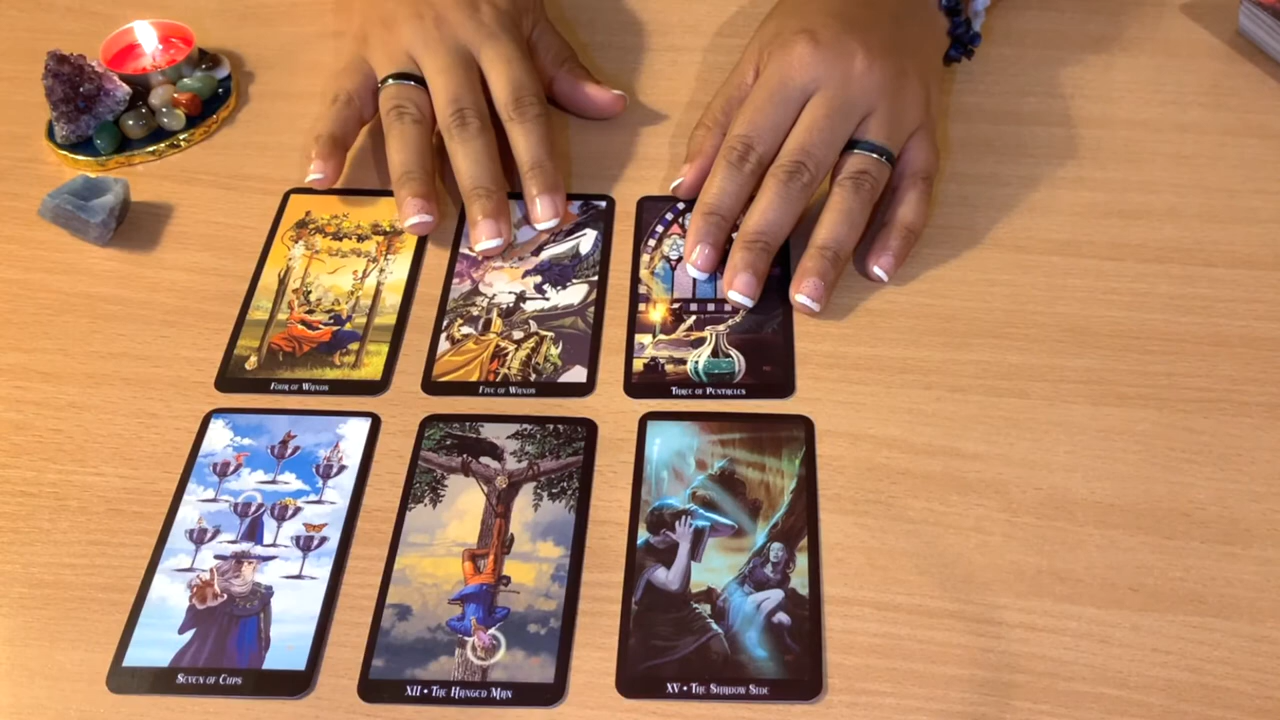 Four of Wands
Five of Wands
Three of Pentacles
Seven of Cups
XII • The Hanged Man
XV • The Shadow Side